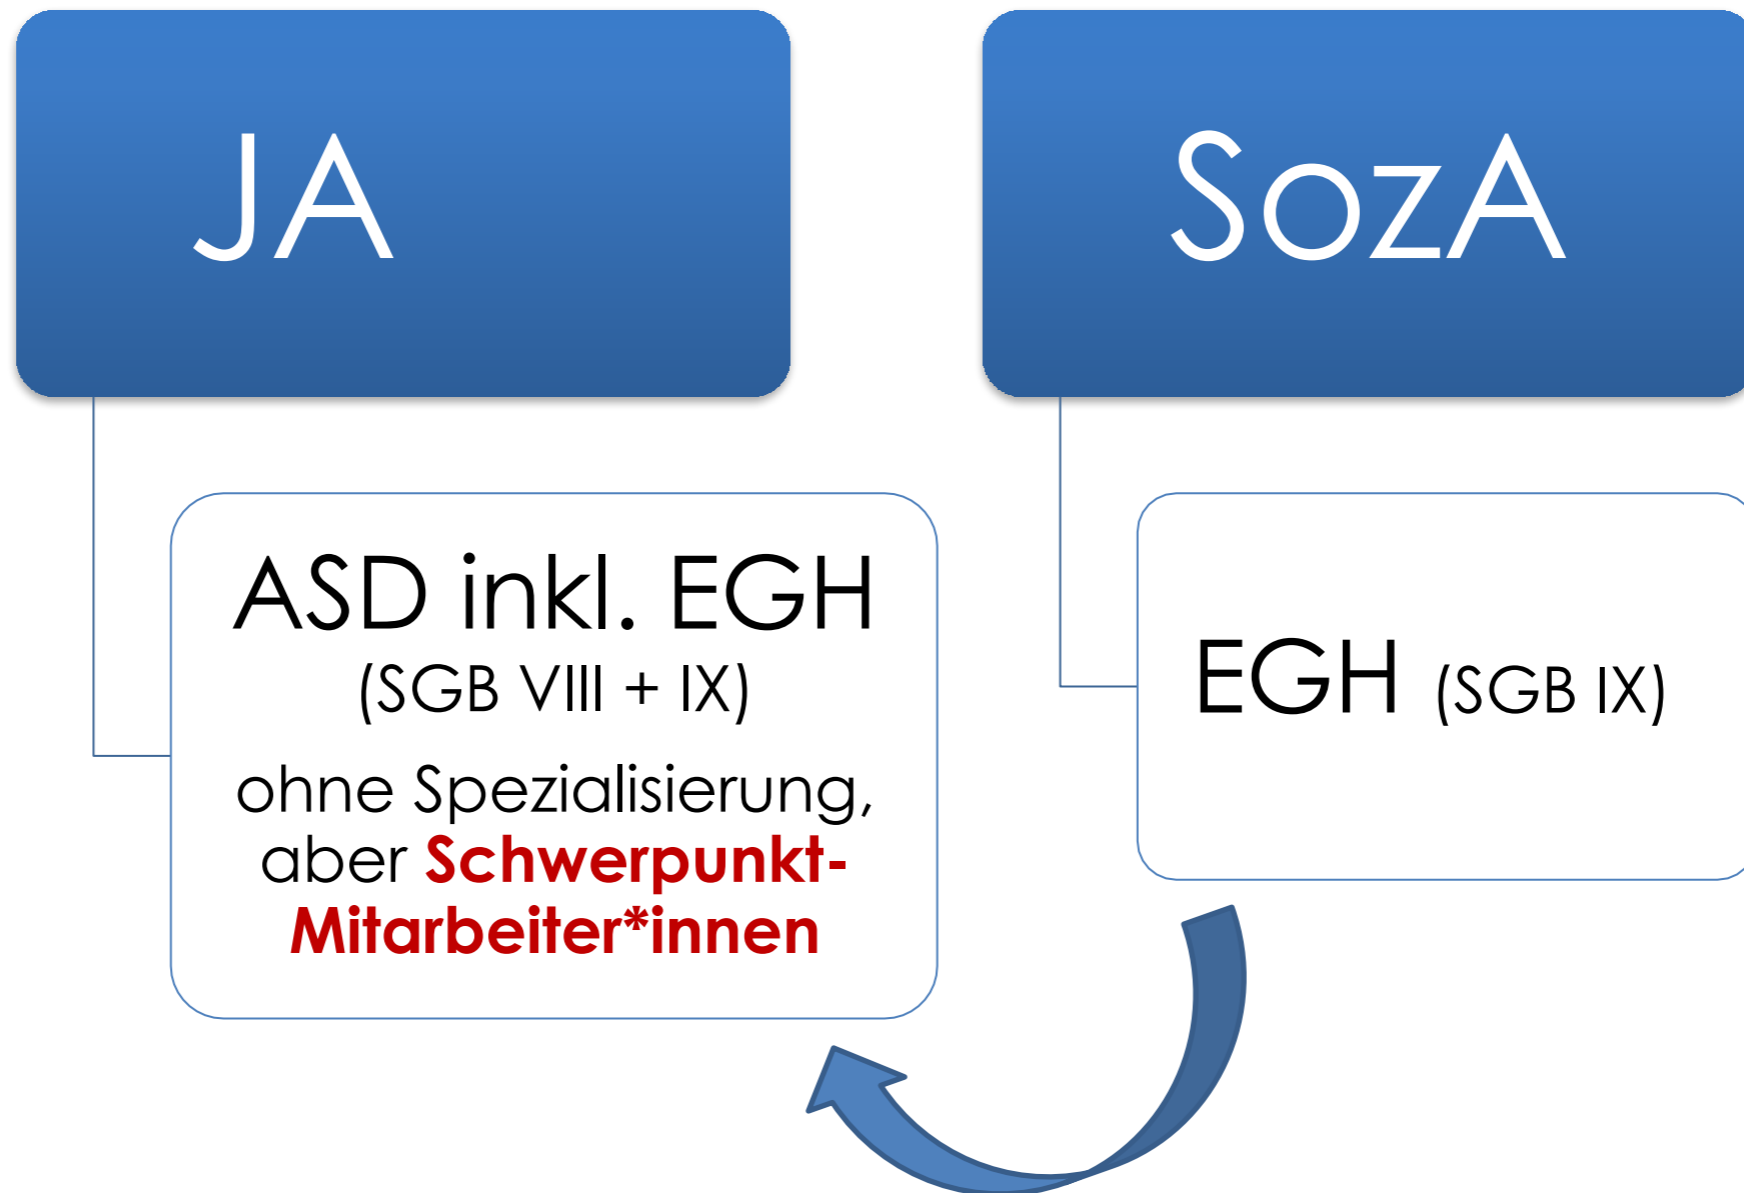 JA
SozA
ASD inkl. EGH
(SGB VIII + IX)
ohne Spezialisierung,
aber Schwerpunkt-
Mitarbeiter*innen
EGH (SGB IX)